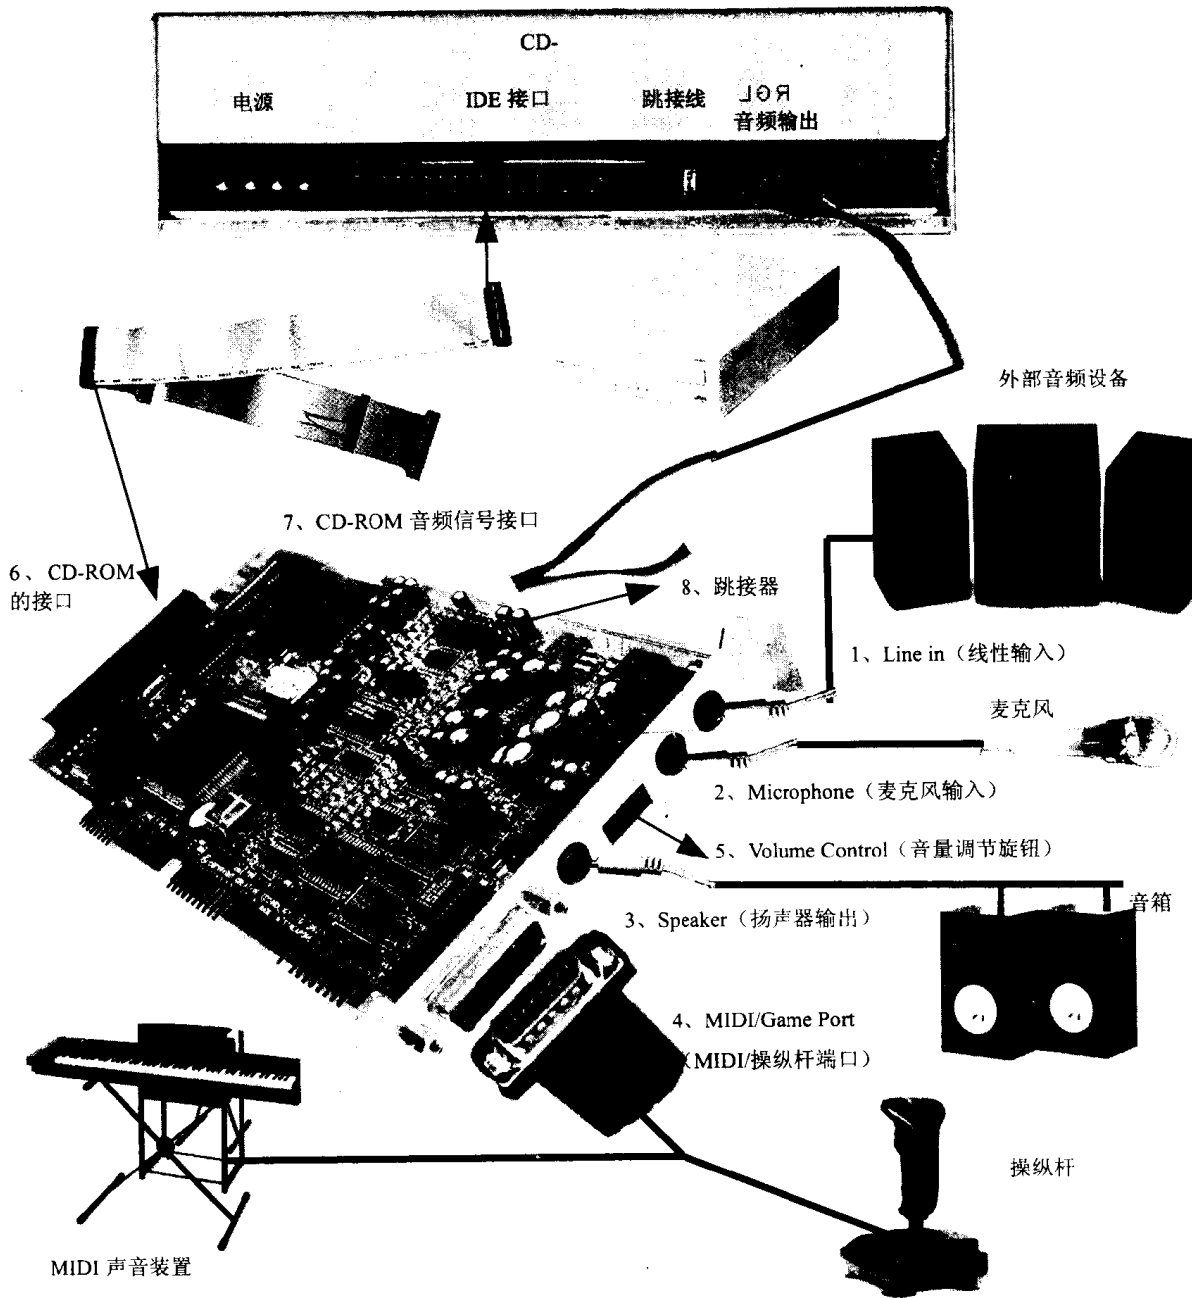 CD-
电源
IDE 接口
跳接线
RGL
音频输出
外部音频设备
7、CD-ROM 音频信号接口
6、CD-ROM
的接口
8、跳接器
1、Line in（线性输入）
麦克风
2、Microphone（麦克风输入）
5、Volume Control（音量调节旋钮）
音箱
3、Speaker（扬声器输出）
4、MIDI/Game Port
（MIDI/操纵杆端口）
操纵杆
MIDI 声音装置